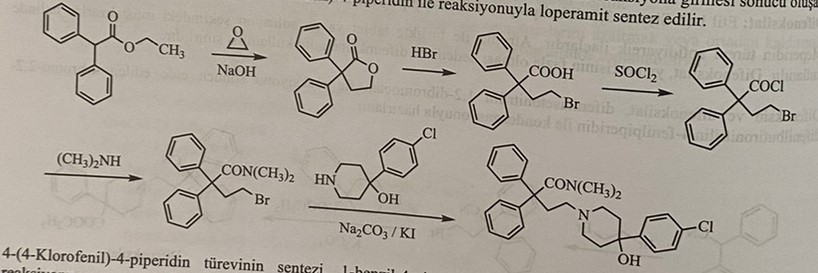 piperidin ile reaksiyonuyla loperamit sentez edilir.
O
O
CH₃
O
NaOH
O
O
HBr
COOH
Br
SOCl₂
COCl
Br
(CH₃)₂NH
CON(CH₃)₂
Br
Cl
HN
OH
Na₂CO₃ / KI
CON(CH₃)₂
N
Cl
OH
4-(4-Klorofenil)-4-piperidin türevinin sentezi